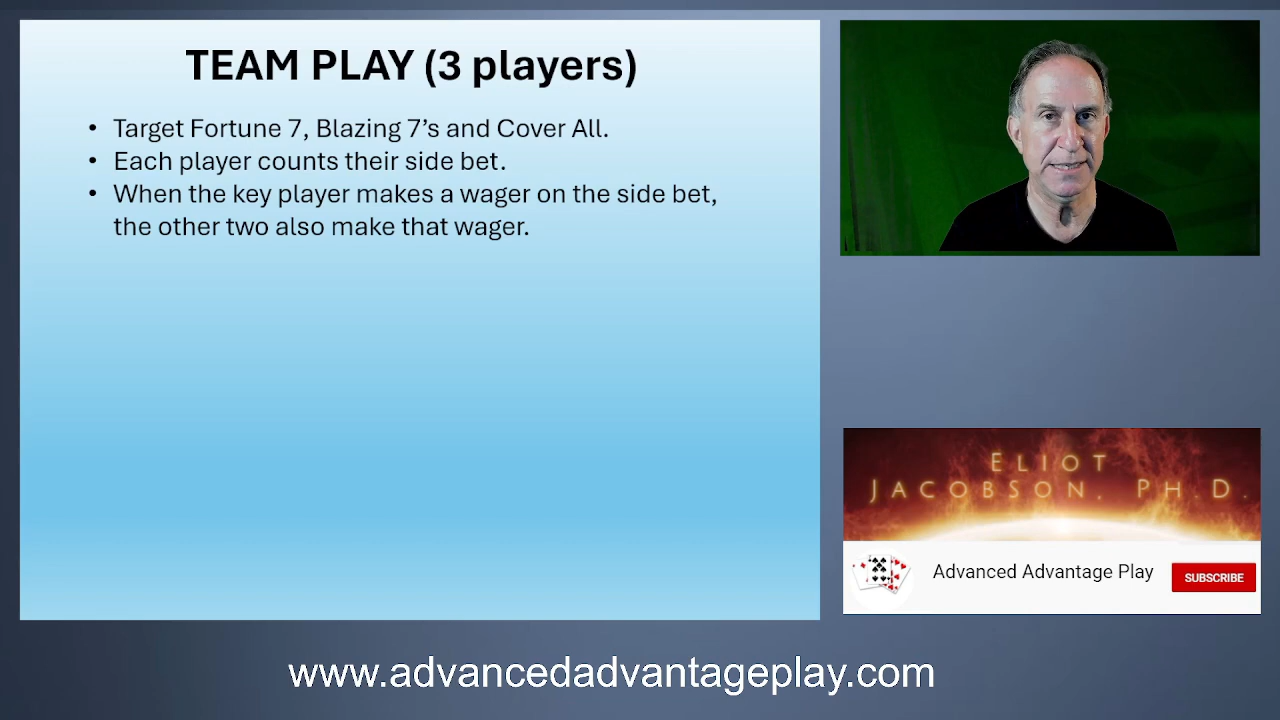 TEAM PLAY (3 players)
• Target Fortune 7, Blazing 7’s and Cover All.
• Each player counts their side bet.
• When the key player makes a wager on the side bet,
the other two also make that wager.
ELIOT
JACOBSON, PH.D.
Advanced Advantage Play
SUBSCRIBE
www.advancedadvantageplay.com